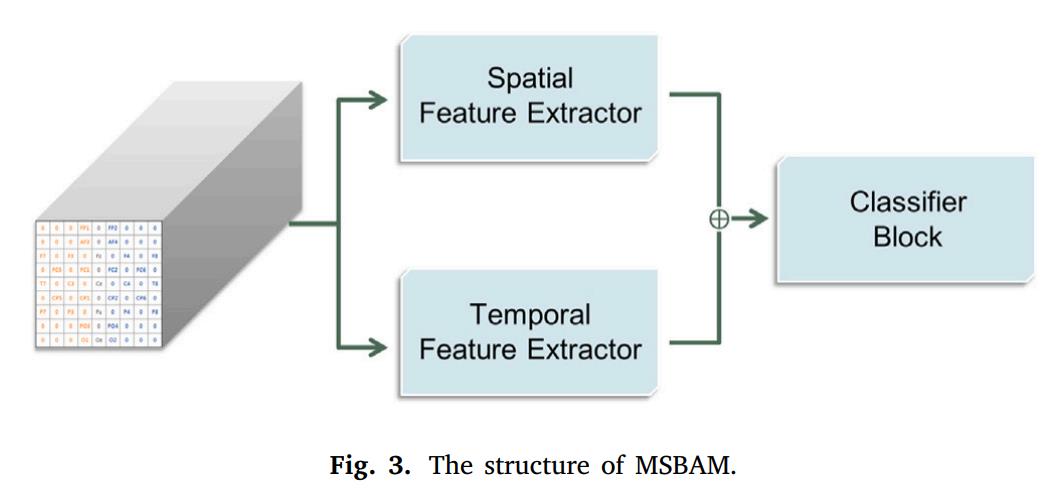 Spatial
Feature Extractor
Temporal
Feature Extractor
Classifier
Block
0 0 0 FP1 0 FP2 0 0 0
0 0 0 AF3 0 AF4 0 0 0
F7 0 F3 0 Fz 0 F4 0 F8
0 FC5 0 FC1 0 FC2 0 FC6 0
T7 0 C3 0 Cz 0 C4 0 T8
0 CP5 0 CP1 0 CP2 0 CP6 0
P7 0 P3 0 Pz 0 P4 0 P8
0 0 0 PO3 0 PO4 0 0 0
0 0 0 O1 Oz O2 0 0 0
Fig. 3. The structure of MSBAM.